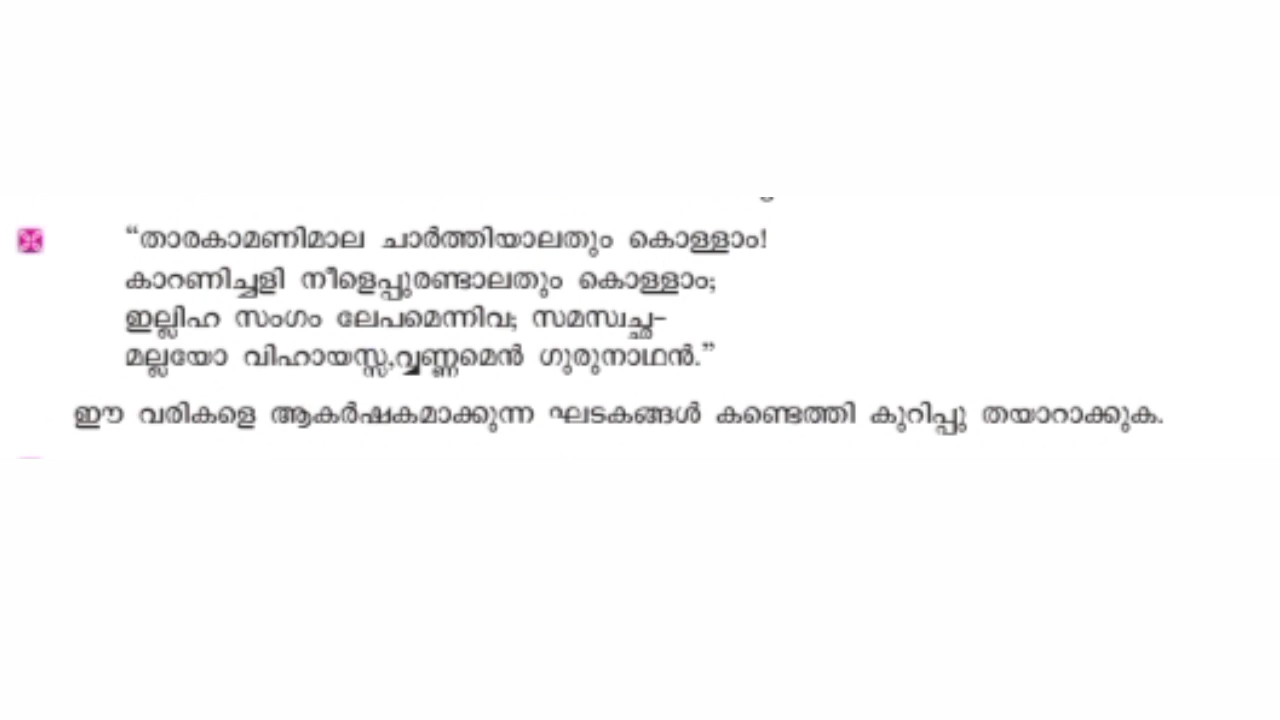 “താരകാമണിമാല ചാർത്തിയാലതും കൊള്ളാം!
കാറണിച്ചളി നീളെപ്പുരണ്ടാലതും കൊള്ളാം;
ഇല്ലിഹ സംഗം ലേപമെന്നിവ; സമസ്വച്ഛ-
മല്ലയോ വിഹായസ്സ,വ്വണ്ണമെൻ ഗുരുനാഥൻ.”
ഈ വരികളെ ആകർഷകമാക്കുന്ന ഘടകങ്ങൾ കണ്ടെത്തി കുറിപ്പു തയാറാക്കുക.